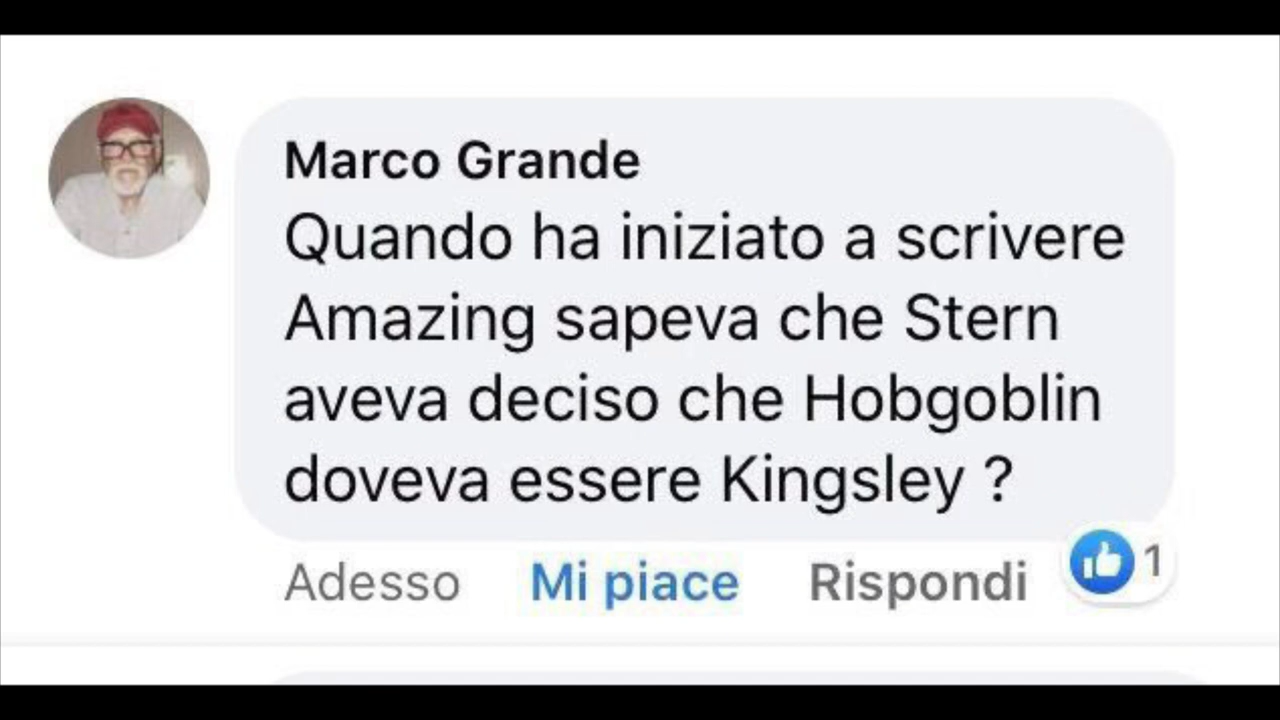 Marco Grande
Quando ha iniziato a scrivere
Amazing sapeva che Stern
aveva deciso che Hobgoblin
doveva essere Kingsley ?
Adesso Mi piace Rispondi 1